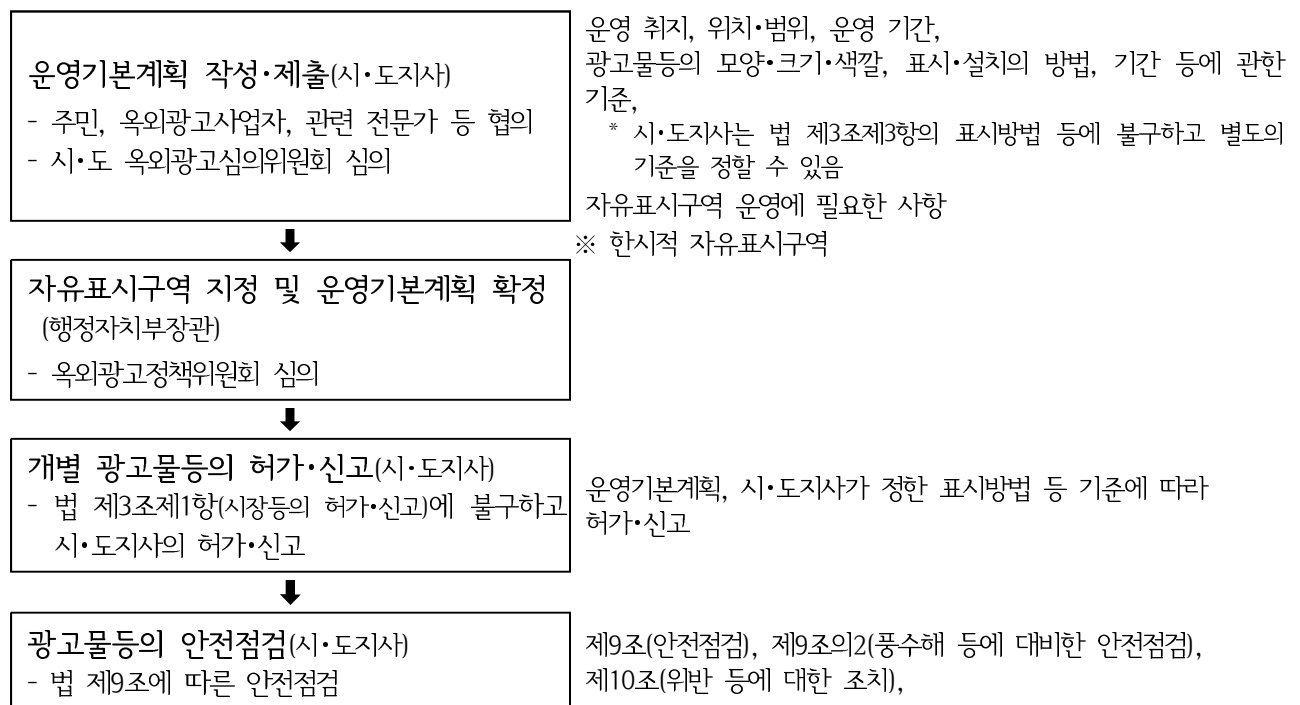 운영기본계획 작성·제출(시·도지사)
- 주민, 옥외광고사업자, 관련 전문가 등 협의
- 시·도 옥외광고심의위원회 심의
운영 취지, 위치·범위, 운영 기간,
광고물등의 모양·크기·색깔, 표시·설치의 방법, 기간 등에 관한
기준,
* 시·도지사는 법 제3조제3항의 표시방법 등에 불구하고 별도의
기준을 정할 수 있음
자유표시구역 운영에 필요한 사항
※ 한시적 자유표시구역
자유표시구역 지정 및 운영기본계획 확정
(행정자치부장관)
- 옥외광고정책위원회 심의
개별 광고물등의 허가·신고(시·도지사)
- 법 제3조제1항(시장등의 허가·신고)에 불구하고
시·도지사의 허가·신고
운영기본계획, 시·도지사가 정한 표시방법 등 기준에 따라
허가·신고
광고물등의 안전점검(시·도지사)
- 법 제9조에 따른 안전점검
제9조(안전점검), 제9조의2(풍수해 등에 대비한 안전점검),
제10조(위반 등에 대한 조치),